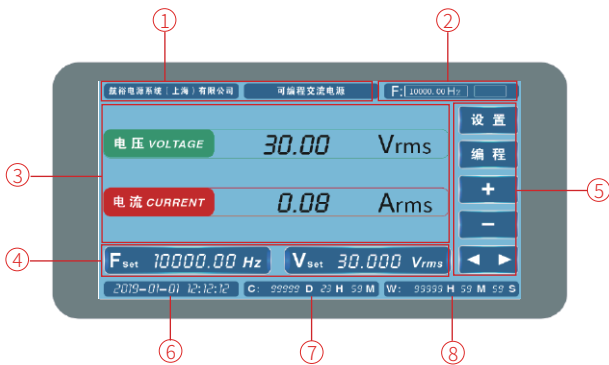 ① ②
航裕电源系统(上海)有限公司 可编程交流电源 F:[ 10000.00 Hz ]
设置
③ 电压 VOLTAGE 30.00 Vrms
编程
⑤ +
电流 CURRENT 0.08 Arms
−
④ Fset 10000.00 Hz Vset 30.000 Vrms
◀ ▶
2019-01-01 12:12:12 C: 99999 D 23 H 59 M W: 99999 H 59 M 59 S
⑥ ⑦ ⑧